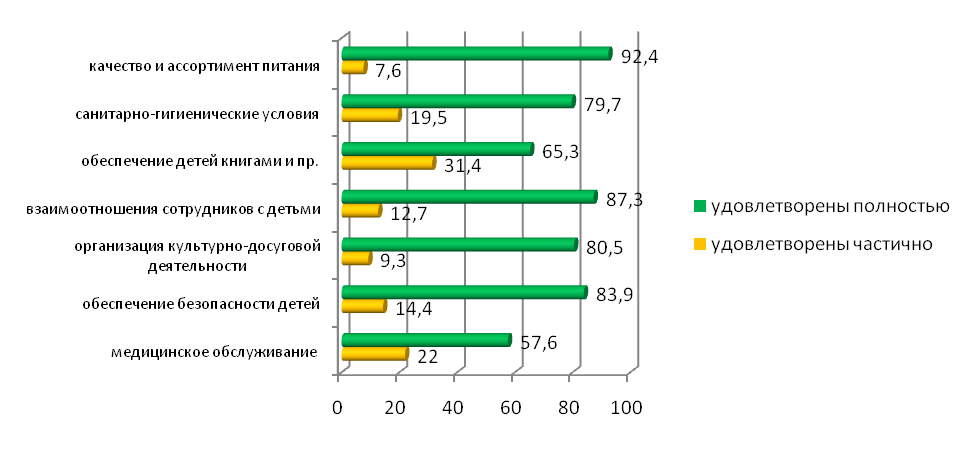 качество и ассортимент питания
92,4
7,6
санитарно-гигиенические условия
79,7
19,5
обеспечение детей книгами и пр.
65,3
31,4
взаимоотношения сотрудников с детьми
87,3
12,7
организация культурно-досуговой
деятельности
80,5
9,3
обеспечение безопасности детей
83,9
14,4
медицинское обслуживание
57,6
22
0 20 40 60 80 100
удовлетворены полностью
удовлетворены частично